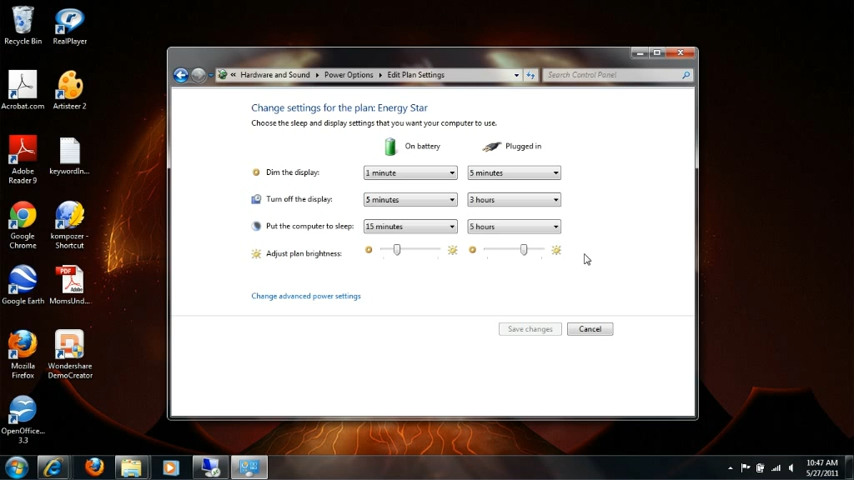 Recycle Bin
RealPlayer
Acrobat.com
Artisteer 2
Adobe
Reader 9
keywordIn...
Google
Chrome
kompozer -
Shortcut
Google Earth
MomsUnd...
Mozilla
Firefox
Wondershare
DemoCreator
OpenOffice...
3.3
« Hardware and Sound Power Options Edit Plan Settings
Search Control Panel
Change settings for the plan: Energy Star
Choose the sleep and display settings that you want your computer to use.
On battery Plugged in
Dim the display: 1 minute 5 minutes
Turn off the display: 5 minutes 3 hours
Put the computer to sleep: 15 minutes 5 hours
Adjust plan brightness:
Change advanced power settings
Save changes Cancel
10:47 AM
5/27/2011